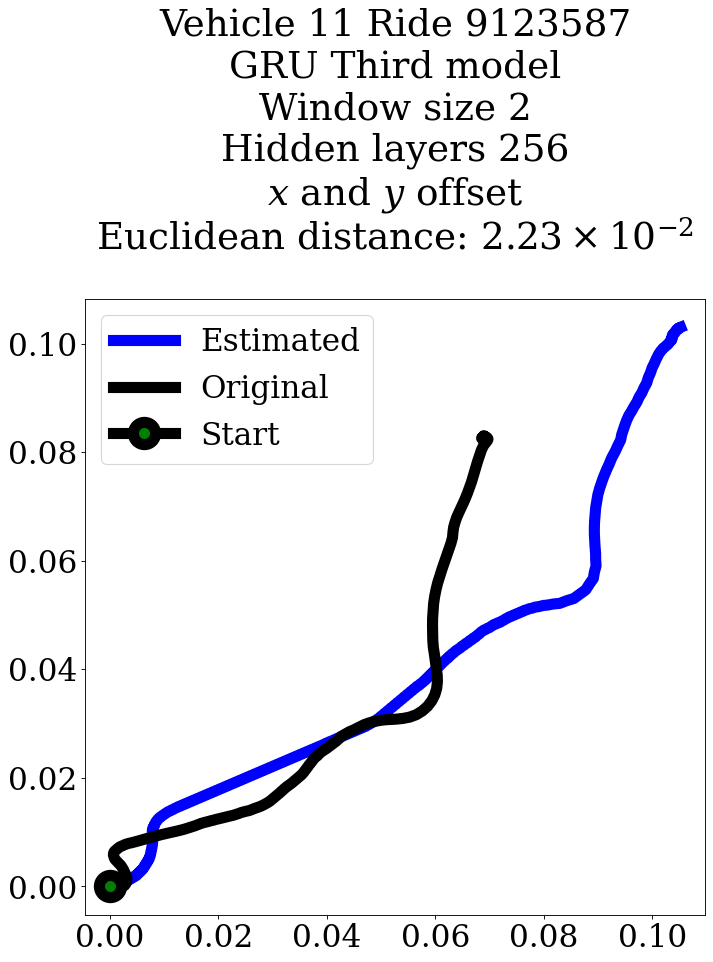 Vehicle 11 Ride 9123587
GRU Third model
Window size 2
Hidden layers 256
x and y offset
Euclidean distance: 2.23 × 10⁻²
Estimated
Original
Start
0.10
0.08
0.06
0.04
0.02
0.00
0.00 0.02 0.04 0.06 0.08 0.10